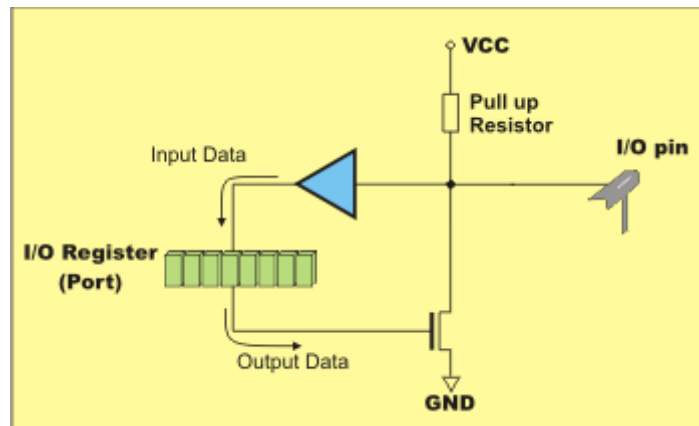 VCC
Pull up
Resistor
I/O pin
Input Data
I/O Register
(Port)
Output Data
GND